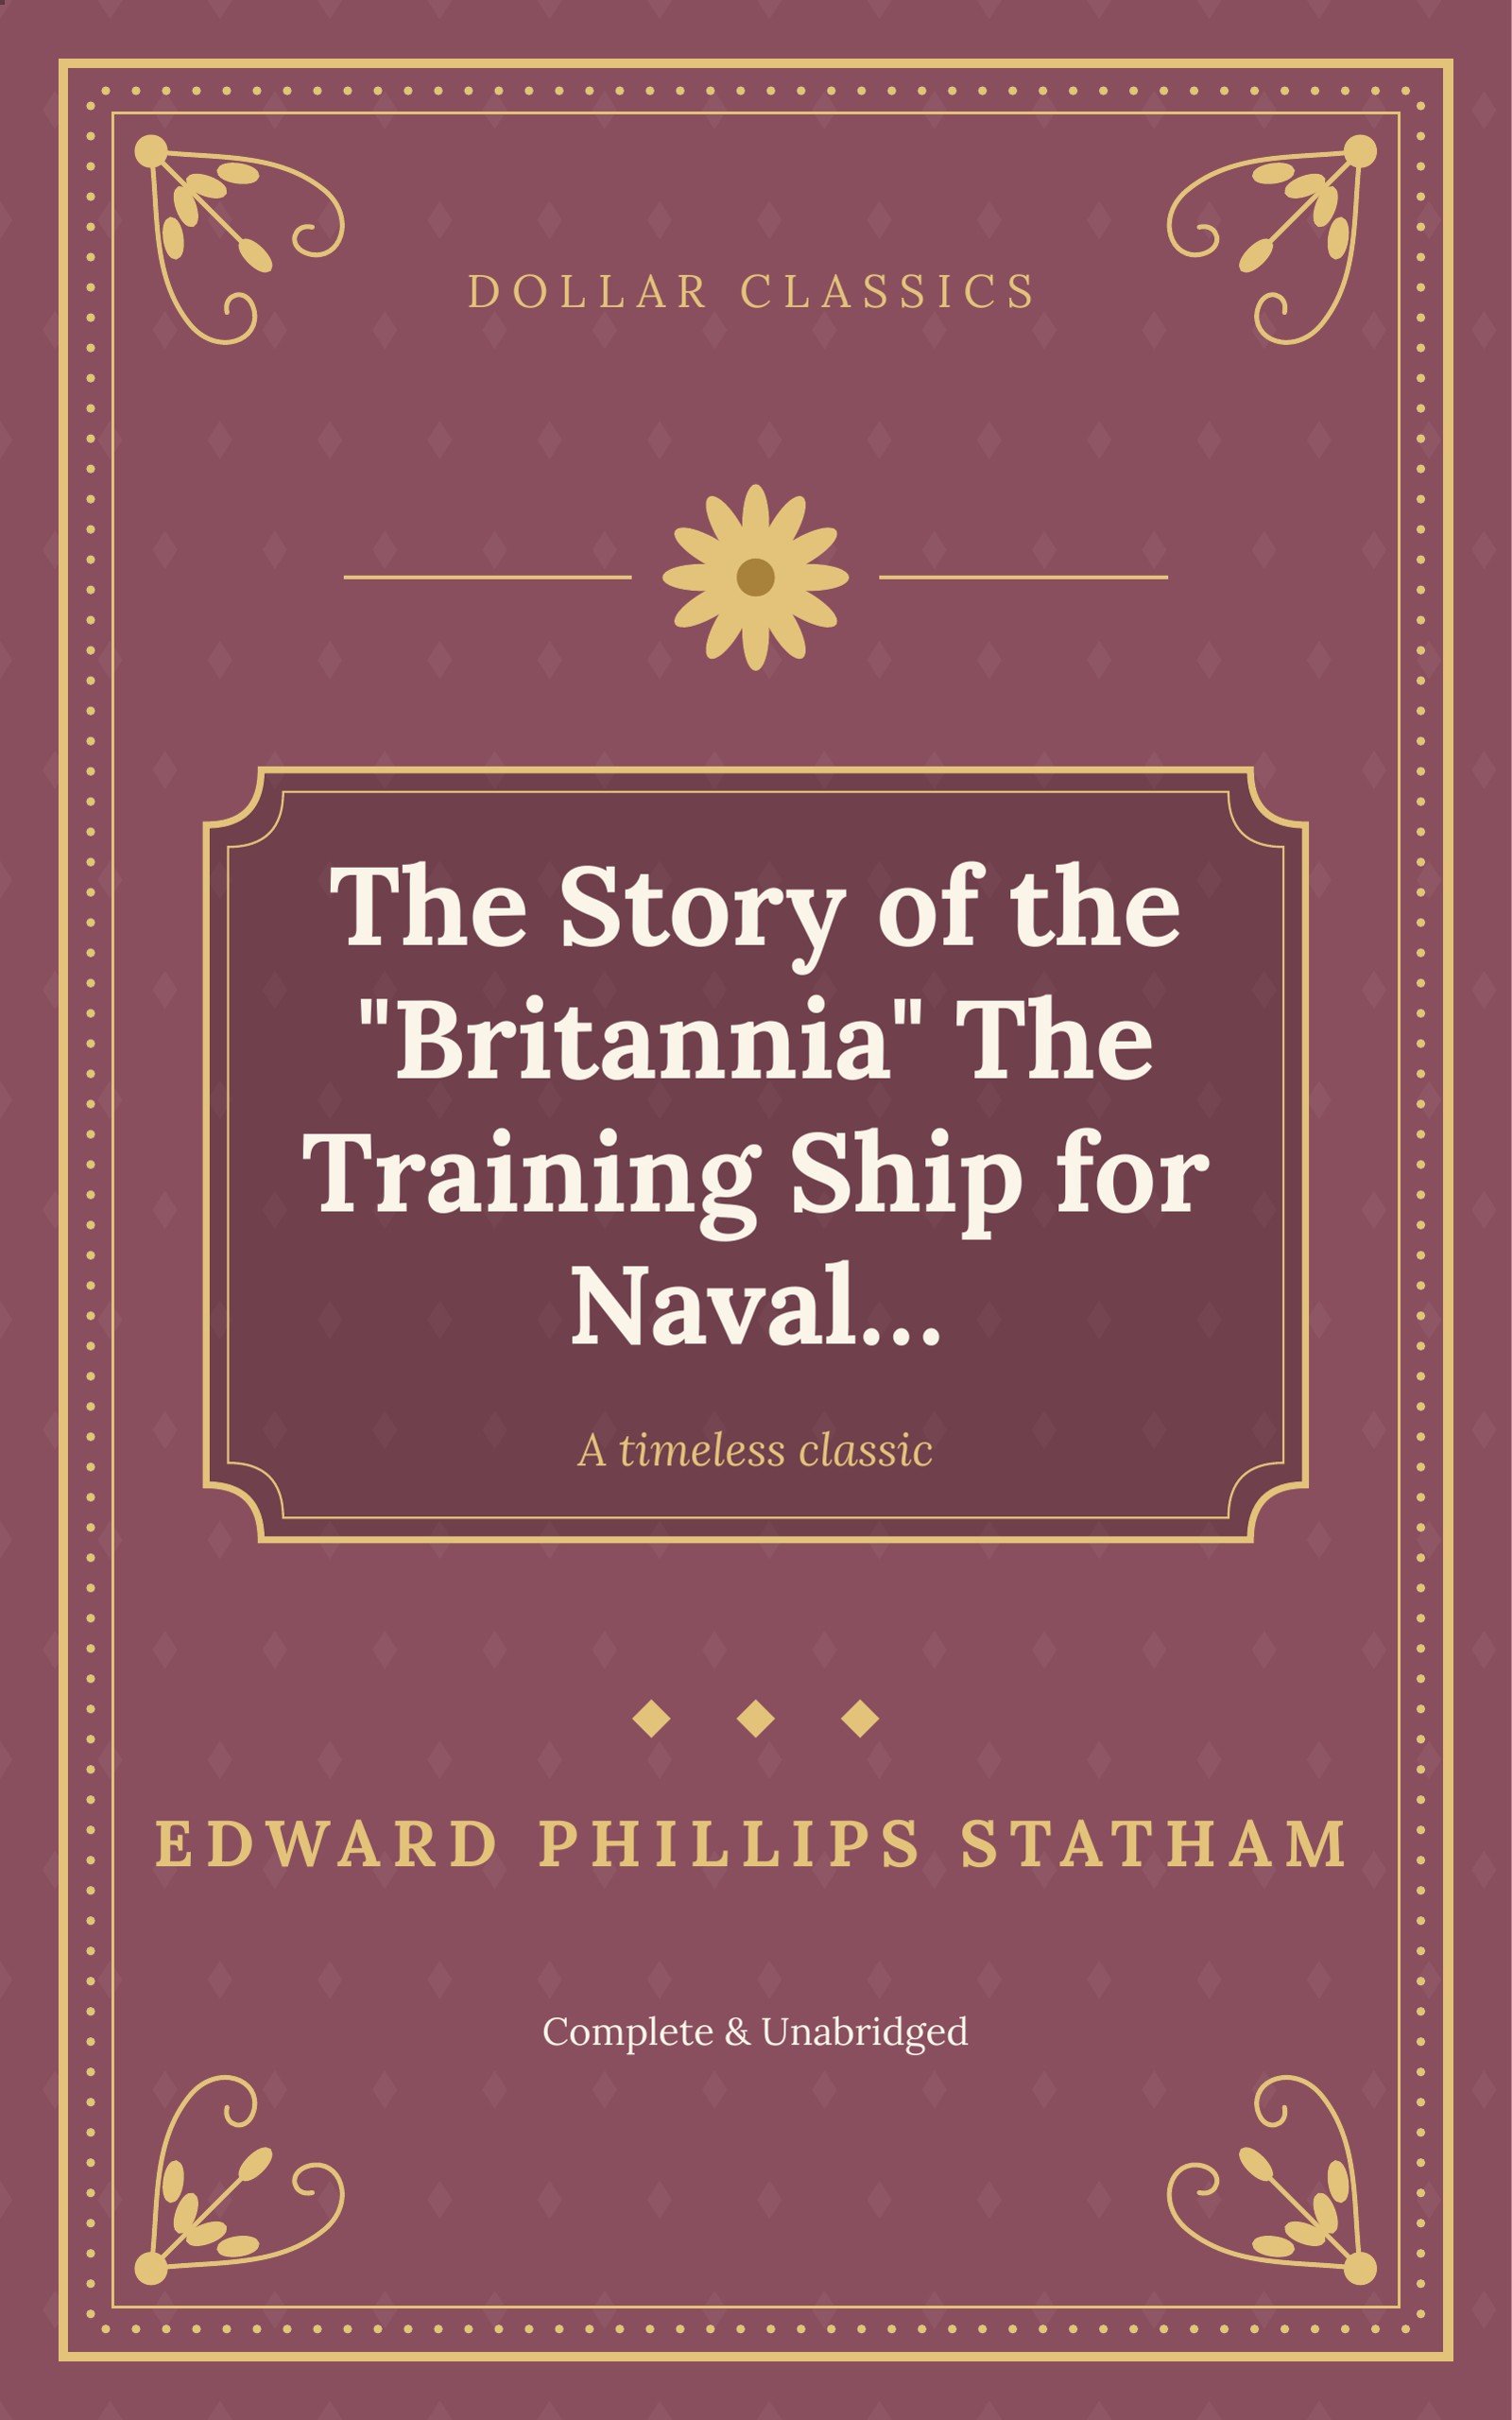 DOLLAR CLASSICS
The Story of the
"Britannia" The
Training Ship for
Naval...
A timeless classic
EDWARD PHILLIPS STATHAM
Complete & Unabridged